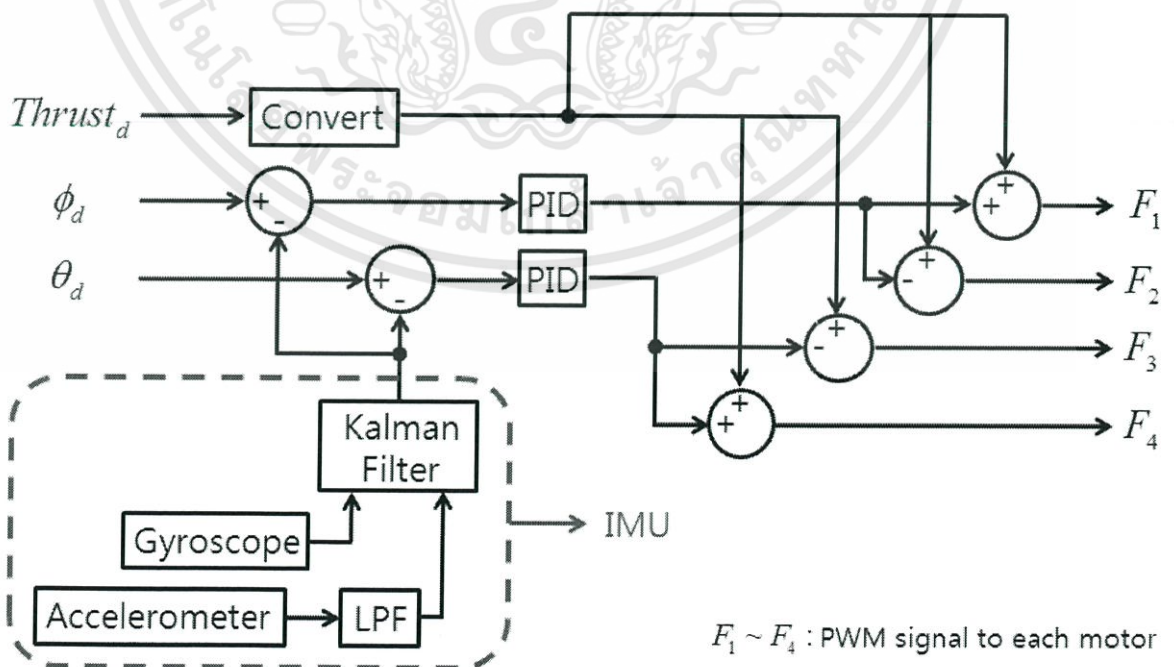 Thrust_d
Convert
ϕ_d
+
-
PID
+
+
F_1
θ_d
+
-
PID
+
-
F_2
+
-
F_3
Kalman
Filter
+
+
F_4
Gyroscope
IMU
Accelerometer
LPF
F_1 ~ F_4 : PWM signal to each motor